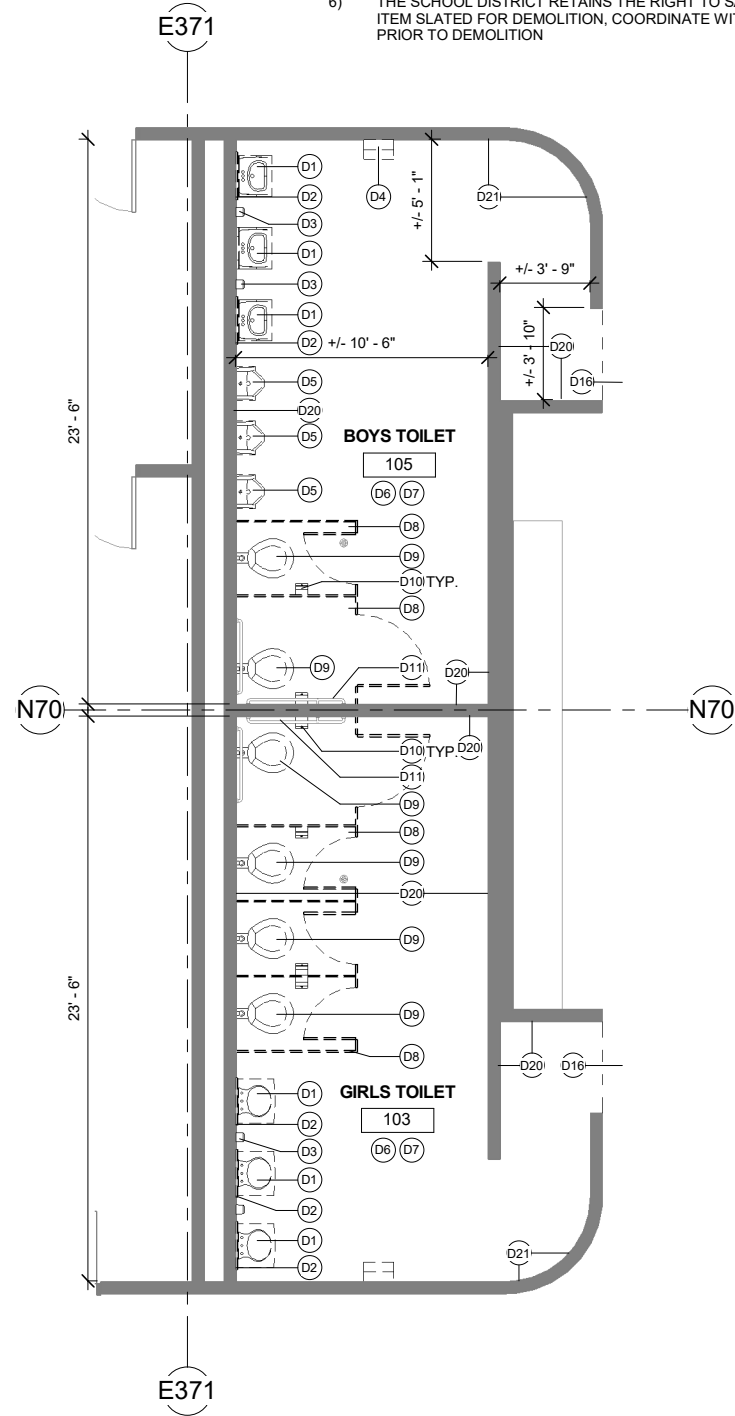 6) THE SCHOOL DISTRICT RETAINS THE RIGHT TO
ITEM SLATED FOR DEMOLITION, COORDINATE
PRIOR TO DEMOLITION
E371
D1
D4
D2
D21
D3
+/- 5' - 1"
D1
+/- 3' - 9"
D3
D1
D2
+/- 10' - 6"
D20
+/- 3' - 10"
D16
D5
D20
23' - 6"
D5
BOYS TOILET
105
D5
D6 D7
D8
D9
D10 TYP.
D8
D9
D11
D20
N70
N70
D10 TYP.
D20
D11
D9
D8
D9
D20
D9
23' - 6"
D9
D8
D20
D16
D1
GIRLS TOILET
D2
103
D3
D6 D7
D1
D2
D1
D21
D2
E371